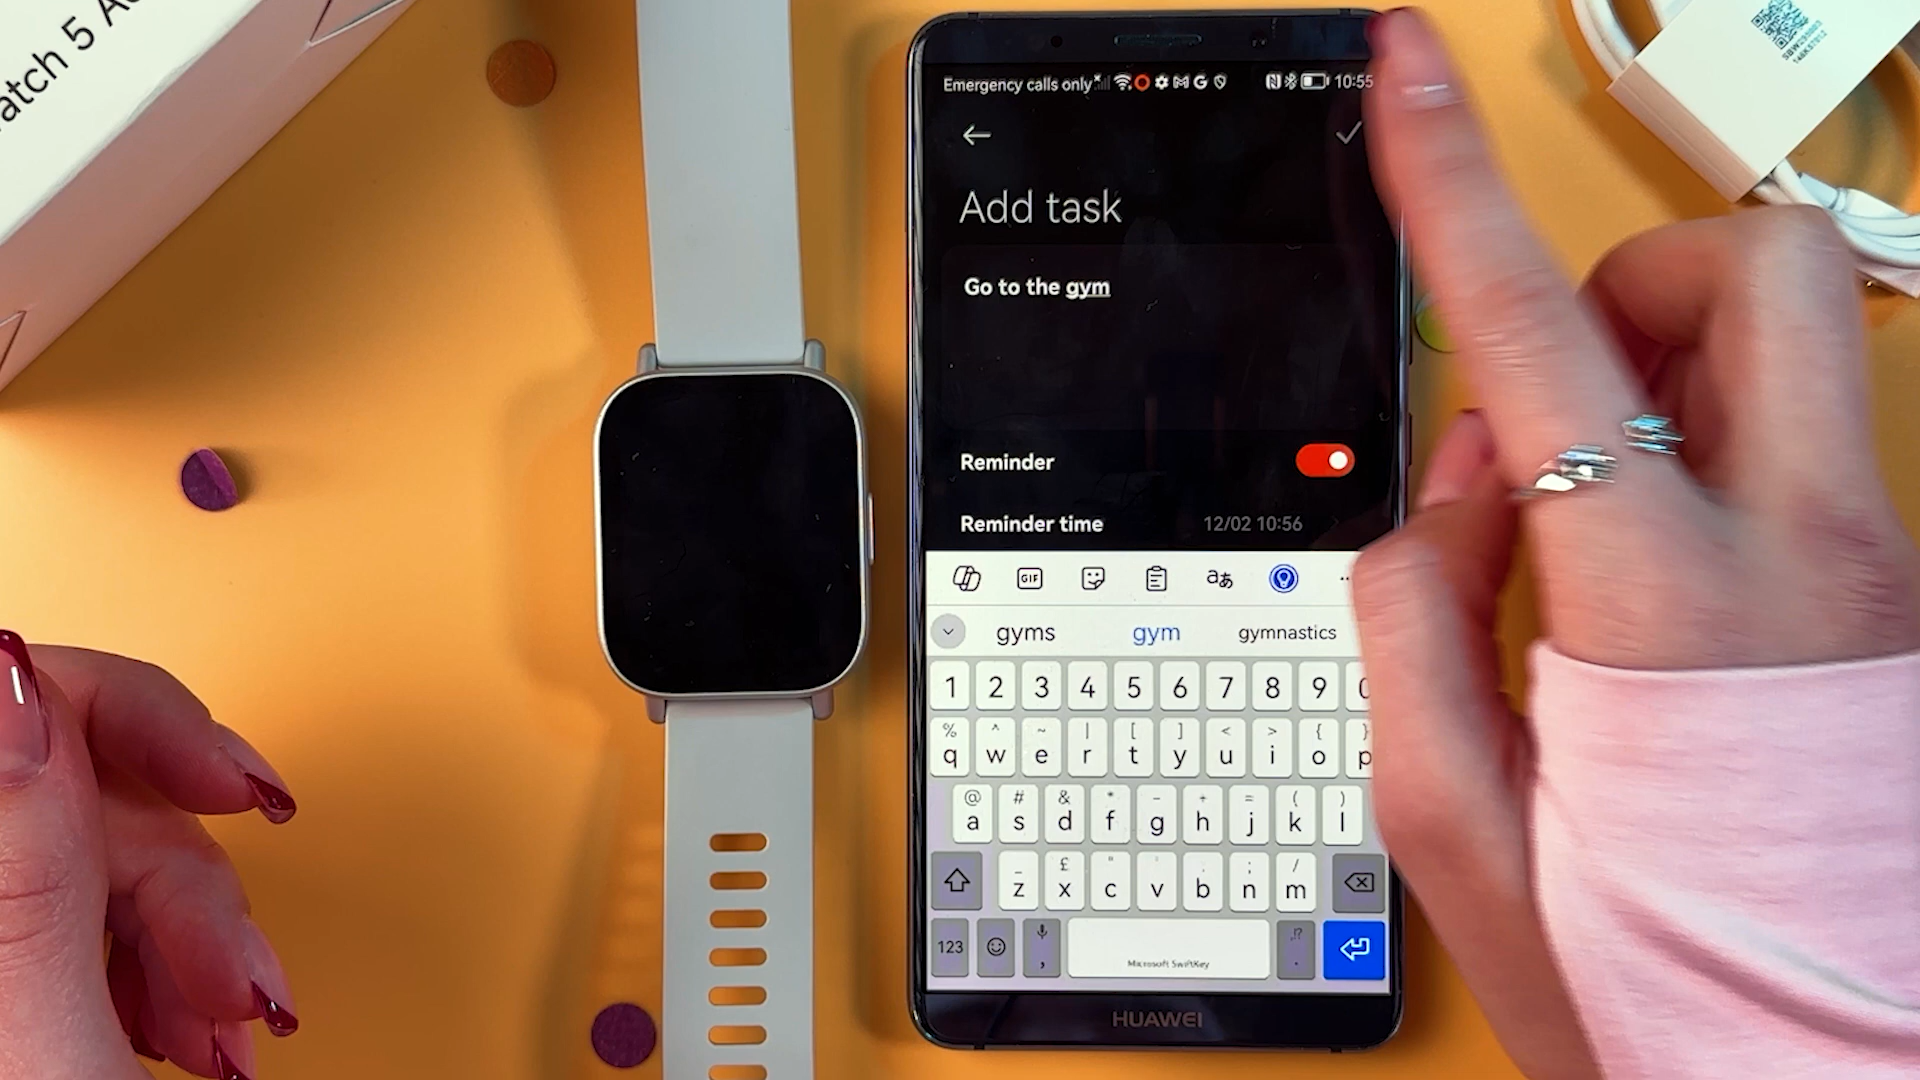 atch 5 A
Emergency calls only
10:55
Add task
Go to the gym
Reminder
Reminder time 12/02 10:56
GIF
gyms gym gymnastics
1 2 3 4 5 6 7 8 9 0
% ^ ~ | [ ] < > { }
q w e r t y u i o p
@ # & * - + = ( )
a s d f g h j k l
_ £ " ' : ; /
z x c v b n m
123 , .
Microsoft SwiftKey
HUAWEI